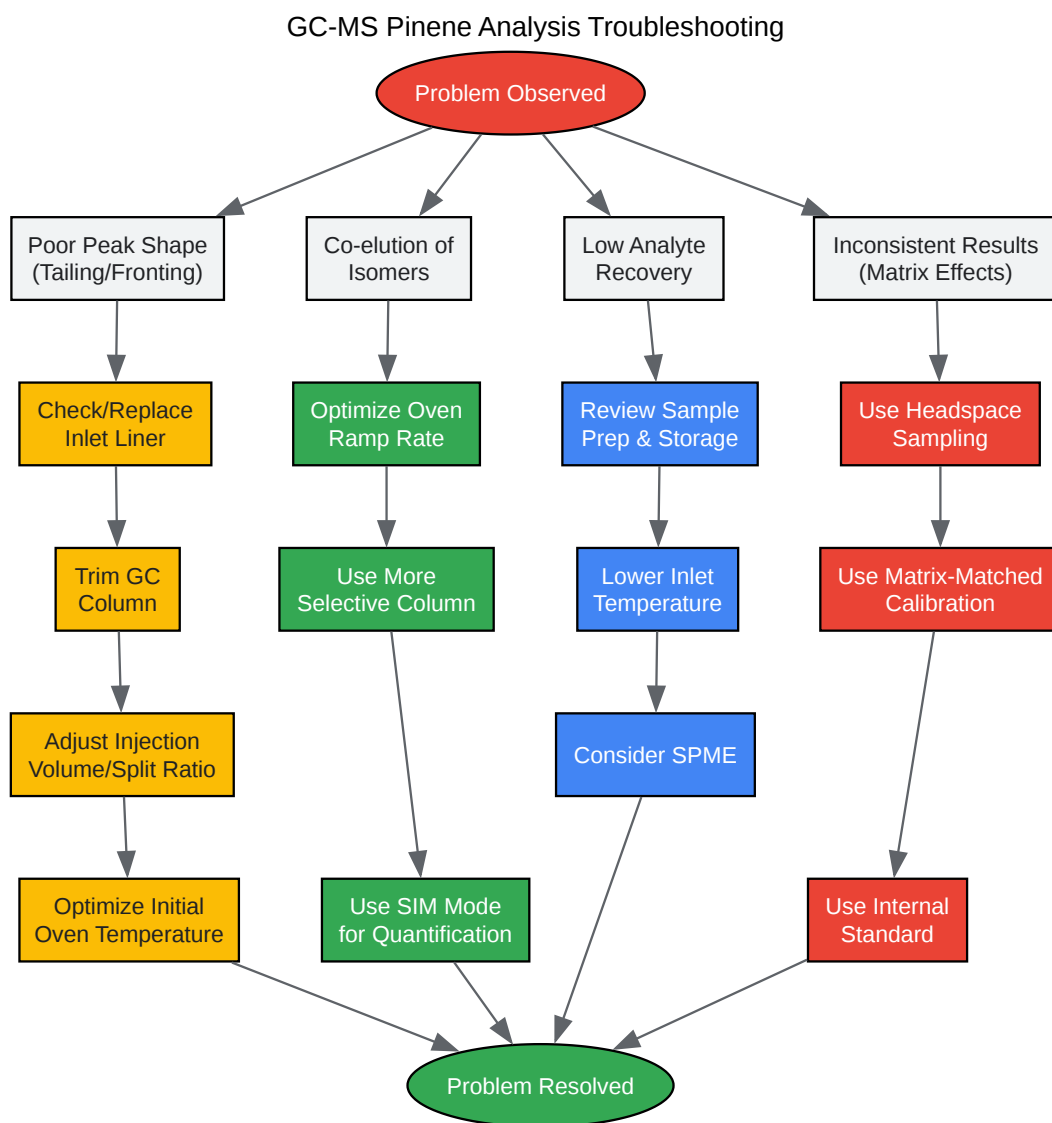 GC-MS Pinene Analysis Troubleshooting
Problem Observed
Poor Peak Shape
(Tailing/Fronting)
Co-elution of
Isomers
Low Analyte
Recovery
Inconsistent Results
(Matrix Effects)
Check/Replace
Inlet Liner
Optimize Oven
Ramp Rate
Review Sample
Prep & Storage
Use Headspace
Sampling
Trim GC
Column
Use More
Selective Column
Lower Inlet
Temperature
Use Matrix-Matched
Calibration
Adjust Injection
Volume/Split Ratio
Consider SPME
Optimize Initial
Oven Temperature
Use SIM Mode
for Quantification
Use Internal
Standard
Problem Resolved